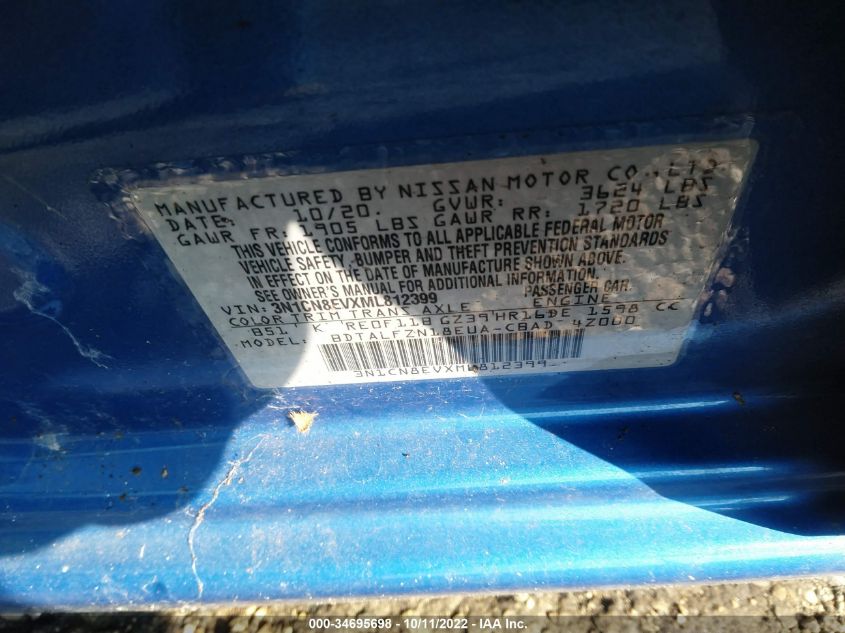 MANUFACTURED BY NISSAN MOTOR CO., LTD
DATE: 10/20. GVWR: 3624 LBS
GAWR FR: 1905 LBS GAWR RR: 1720 LBS
THIS VEHICLE CONFORMS TO ALL APPLICABLE FEDERAL MOTOR
VEHICLE SAFETY, BUMPER AND THEFT PREVENTION STANDARDS
IN EFFECT ON THE DATE OF MANUFACTURE SHOWN ABOVE.
SEE OWNER'S MANUAL FOR ADDITIONAL INFORMATION.
PASSENGER CAR.
VIN: 3N1CN8EVXML812399
COLOR TRIM TRANS AXLE ENGINE
B51 K RE0F11B GZ39 HR16DE 1598 CC
MODEL: BDTALFZN18EUA-CBAD 4Z000
3N1CN8EVXML812399
000-34695698 - 10/11/2022 - IAA Inc.